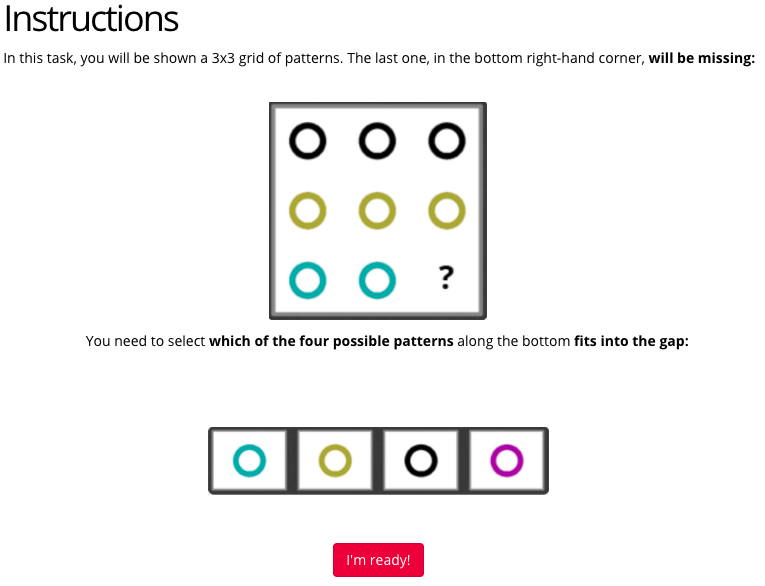 Instructions
In this task, you will be shown a 3x3 grid of patterns. The last one, in the bottom right-hand corner, will be missing:
?
You need to select which of the four possible patterns along the bottom fits into the gap:
I'm ready!